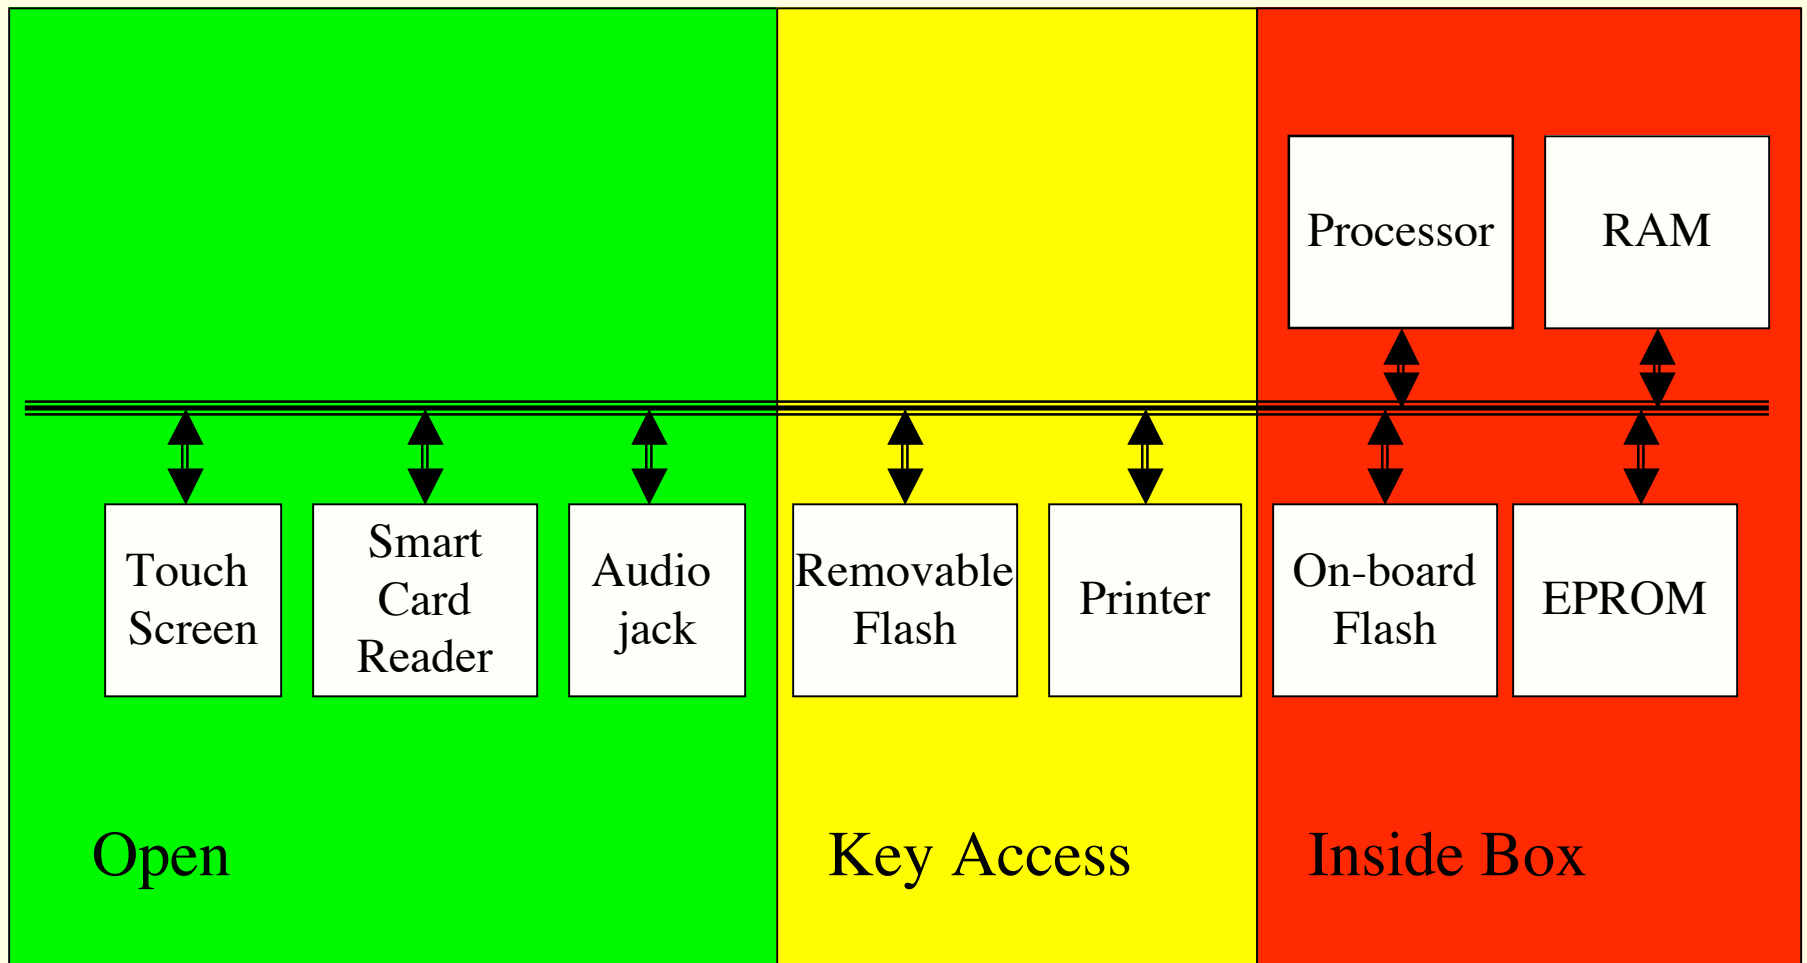 Processor
RAM
Touch
Screen
Smart
Card
Reader
Audio
jack
Removable
Flash
Printer
On-board
Flash
EPROM
Open
Key Access
Inside Box